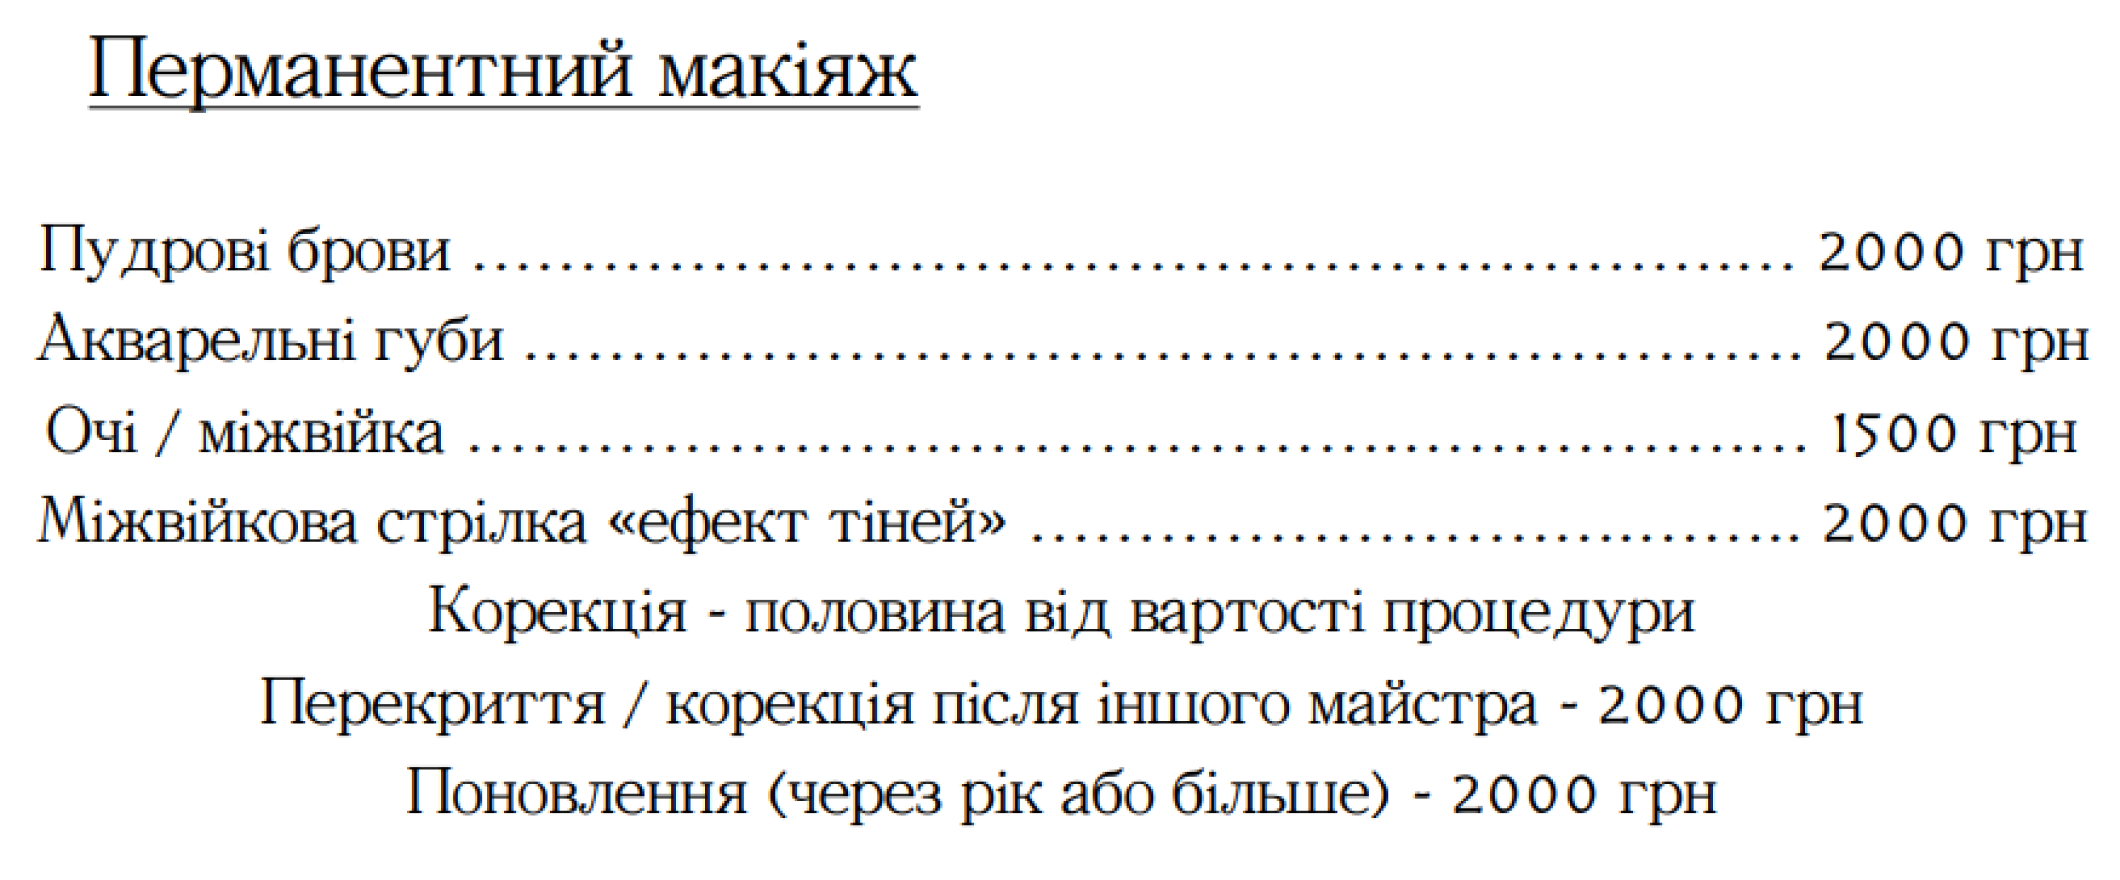 Перманентний макіяж
Пудрові брови ................................................................ 2000 грн
Акварельні губи .............................................................. 2000 грн
Очі / міжвійка ................................................................. 1500 грн
Міжвійкова стрілка «ефект тіней» ..................................... 2000 грн
Корекція - половина від вартості процедури
Перекриття / корекція після іншого майстра - 2000 грн
Поновлення (через рік або більше) - 2000 грн